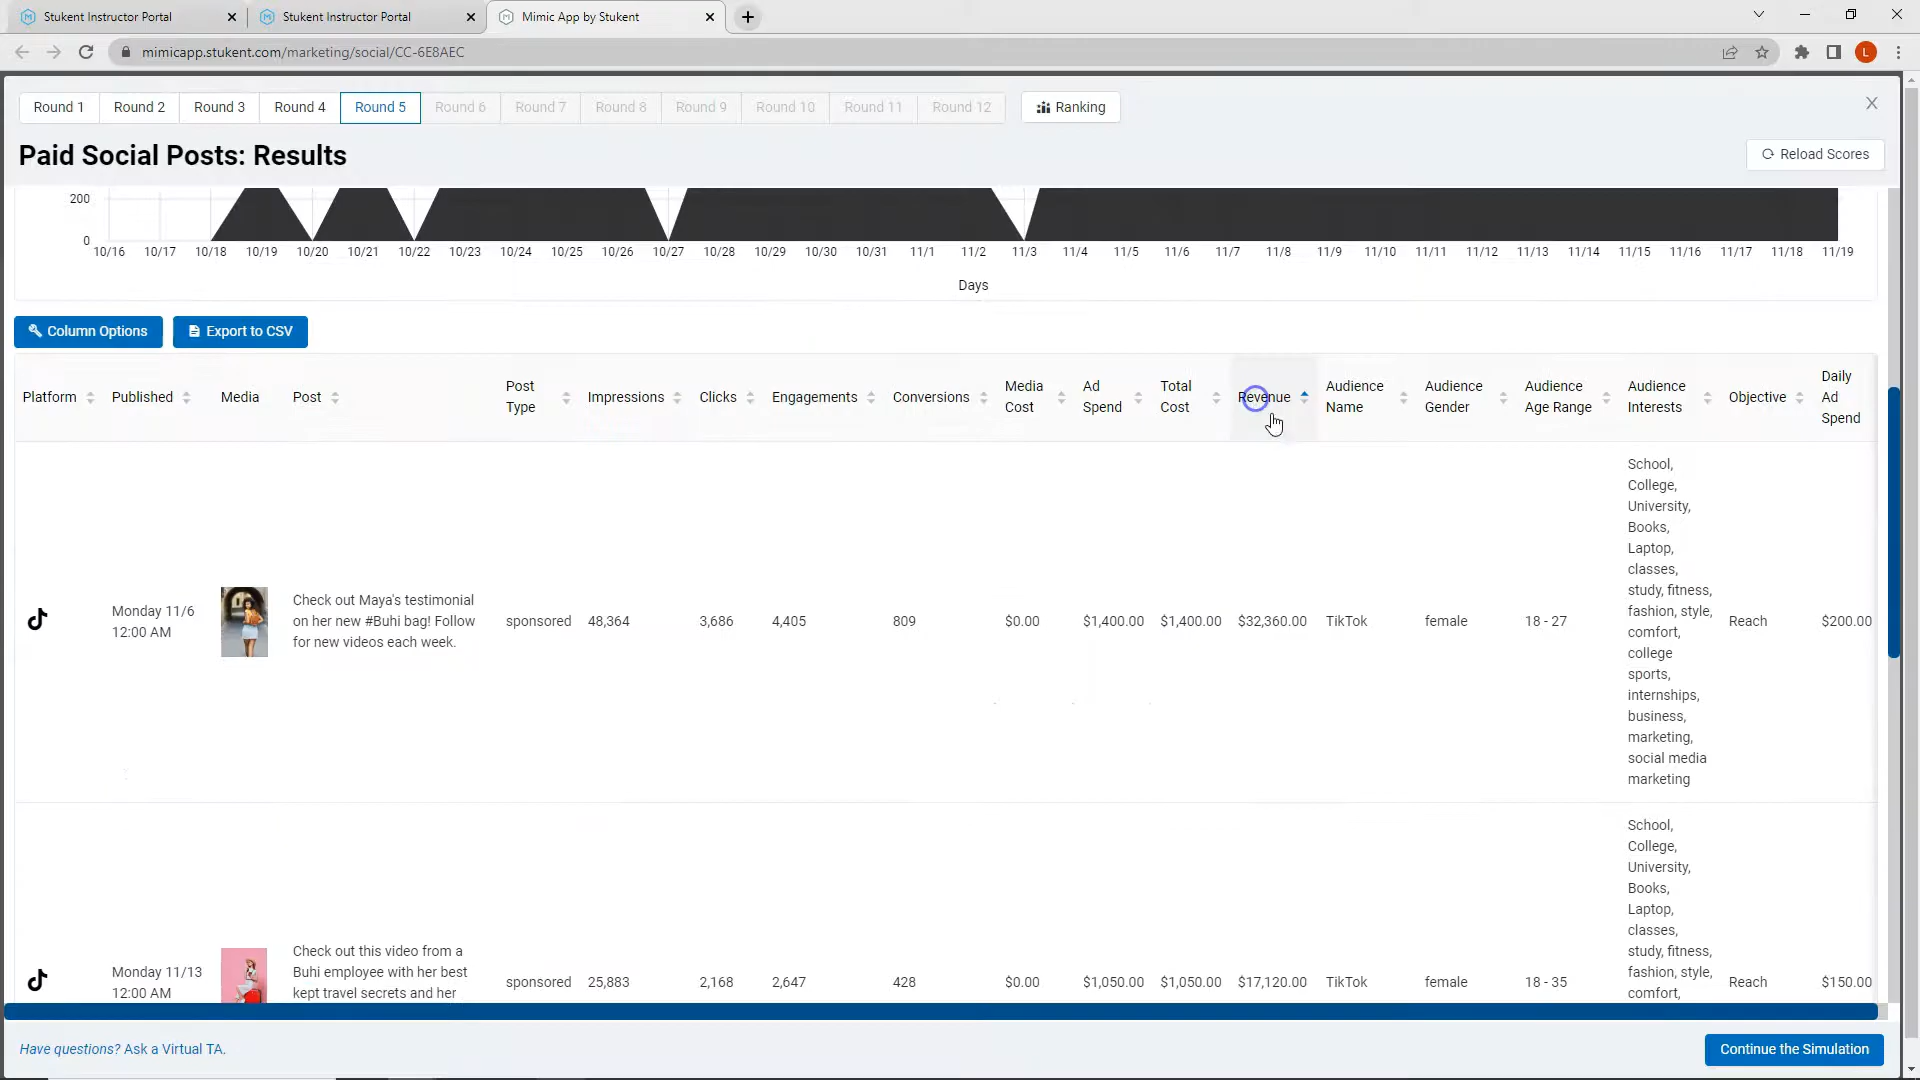 Stukent Instructor Portal
Stukent Instructor Portal
Mimic App by Stukent
mimicapp.stukent.com/marketing/social/CC-6E8AEC
L
Round 1 Round 2 Round 3 Round 4 Round 5 Round 6 Round 7 Round 8 Round 9 Round 10 Round 11 Round 12 Ranking
Paid Social Posts: Results
Reload Scores
200
0
10/16 10/17 10/18 10/19 10/20 10/21 10/22 10/23 10/24 10/25 10/26 10/27 10/28 10/29 10/30 10/31 11/1 11/2 11/3 11/4 11/5 11/6 11/7 11/8 11/9 11/10 11/11 11/12 11/13 11/14 11/15 11/16 11/17 11/18 11/19
Days
Column Options Export to CSV
Platform
Published
Media
Post
Post
Type
Impressions
Clicks
Engagements
Conversions
Media
Cost
Ad
Spend
Total
Cost
Revenue
Audience
Name
Audience
Gender
Audience
Age Range
Audience
Interests
Objective
Daily
Ad
Spend
Monday 11/6
12:00 AM
Check out Maya's testimonial
on her new #Buhi bag! Follow
for new videos each week.
sponsored
48,364
3,686
4,405
809
$0.00
$1,400.00
$1,400.00
$32,360.00
TikTok
female
18 - 27
School,
College,
University,
Books,
Laptop,
classes,
study, fitness,
fashion, style,
comfort,
college
sports,
internships,
business,
marketing,
social media
marketing
Reach
$200.00
Monday 11/13
12:00 AM
Check out this video from a
Buhi employee with her best
kept travel secrets and her
sponsored
25,883
2,168
2,647
428
$0.00
$1,050.00
$1,050.00
$17,120.00
TikTok
female
18 - 35
School,
College,
University,
Books,
Laptop,
classes,
study, fitness,
fashion, style,
comfort,
Reach
$150.00
Have questions? Ask a Virtual TA.
Continue the Simulation